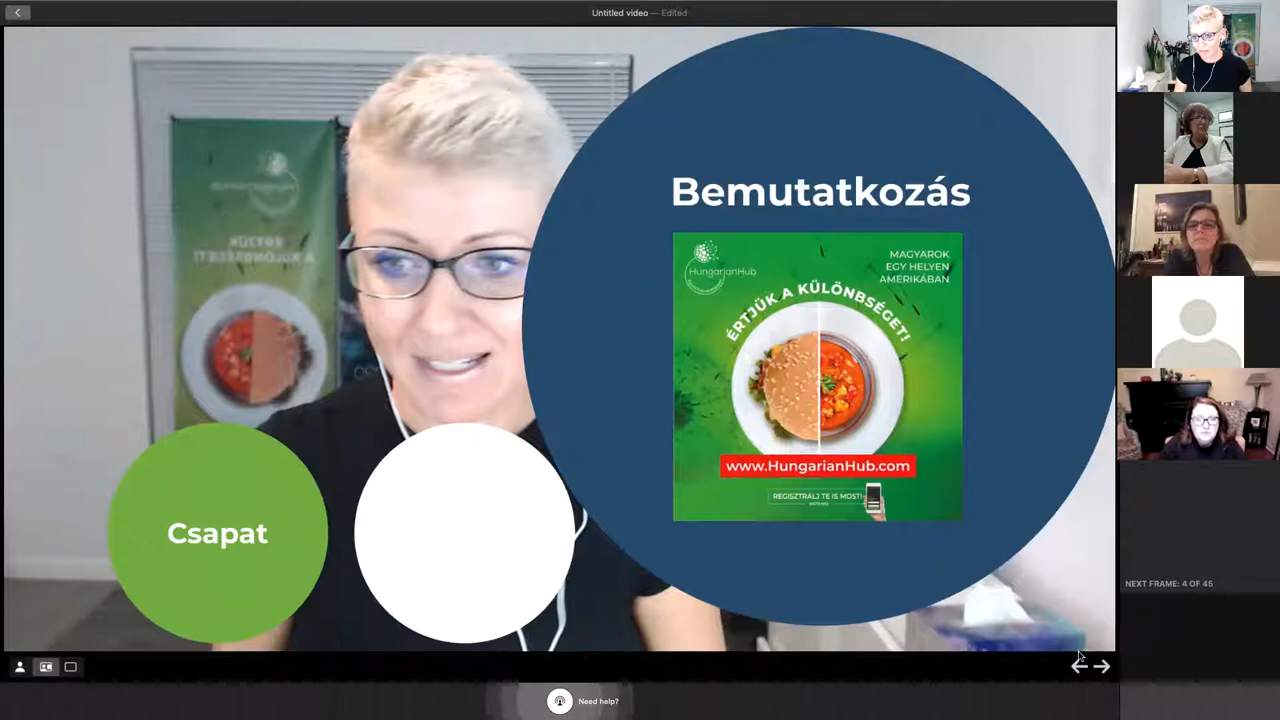 Untitled video — Edited
Bemutatkozás
HungarianHub
MAGYAROK
EGY HELYEN
AMERIKÁBAN
ÉRTJÜK A KÜLÖNBSÉGET!
www.HungarianHub.com
REGISZTRÁLJ TE IS MOST!
HungarianHub
ÉRTJÜK
A KÜLÖNBSÉGET!
Csapat
NEXT FRAME: 4 OF 45
Need help?